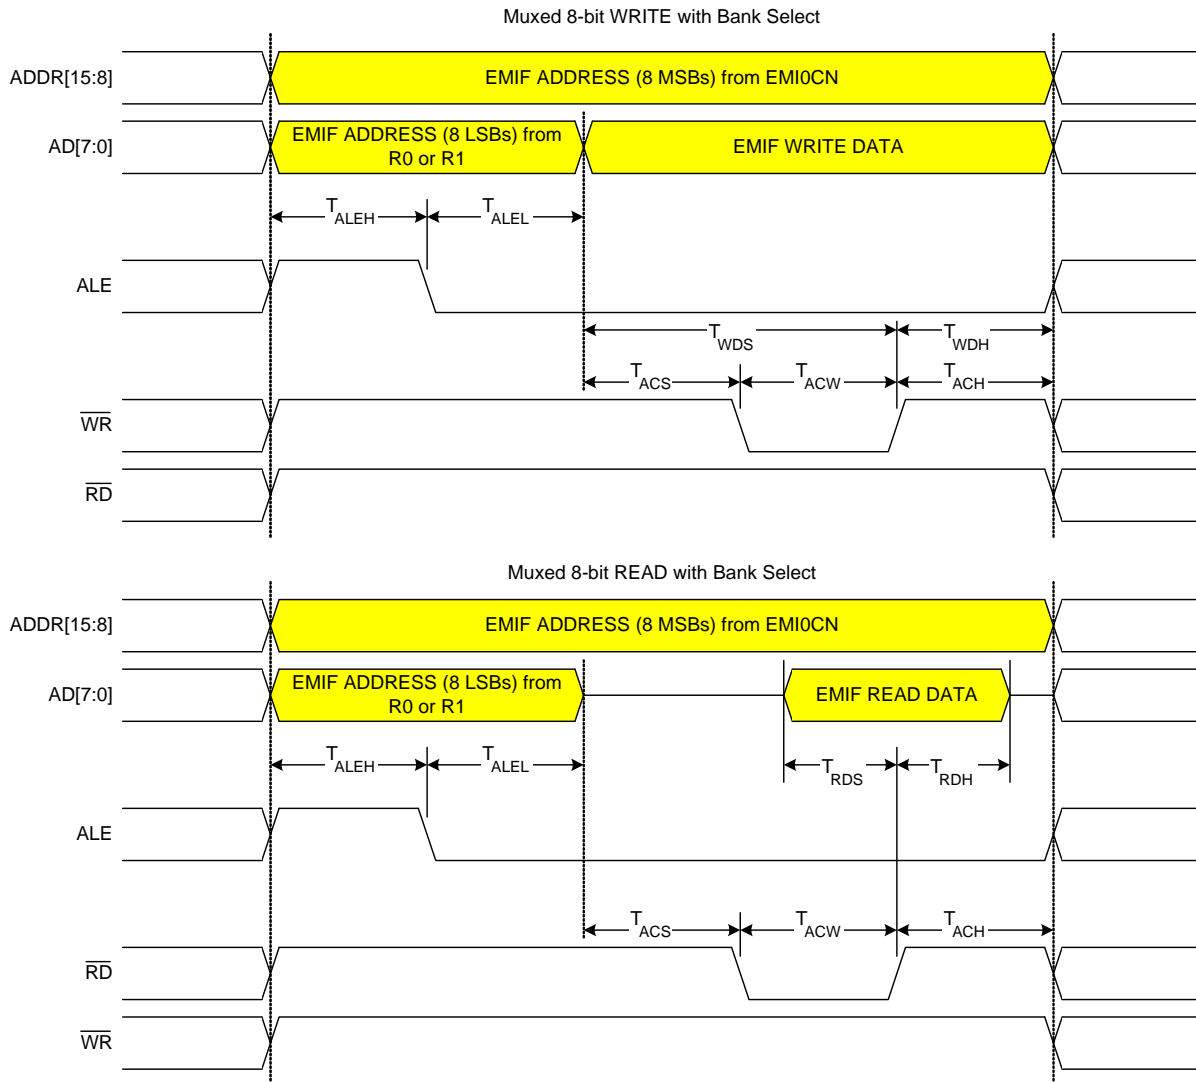 Muxed 8-bit WRITE with Bank Select
ADDR[15:8]
EMIF ADDRESS (8 MSBs) from EMI0CN
AD[7:0]
EMIF ADDRESS (8 LSBs) from
R0 or R1
EMIF WRITE DATA
TALEH
TALEL
ALE
TWDS
TWDH
TACS
TACW
TACH
WR
RD
Muxed 8-bit READ with Bank Select
ADDR[15:8]
EMIF ADDRESS (8 MSBs) from EMI0CN
AD[7:0]
EMIF ADDRESS (8 LSBs) from
R0 or R1
EMIF READ DATA
TALEH
TALEL
TRDS
TRDH
ALE
TACS
TACW
TACH
RD
WR